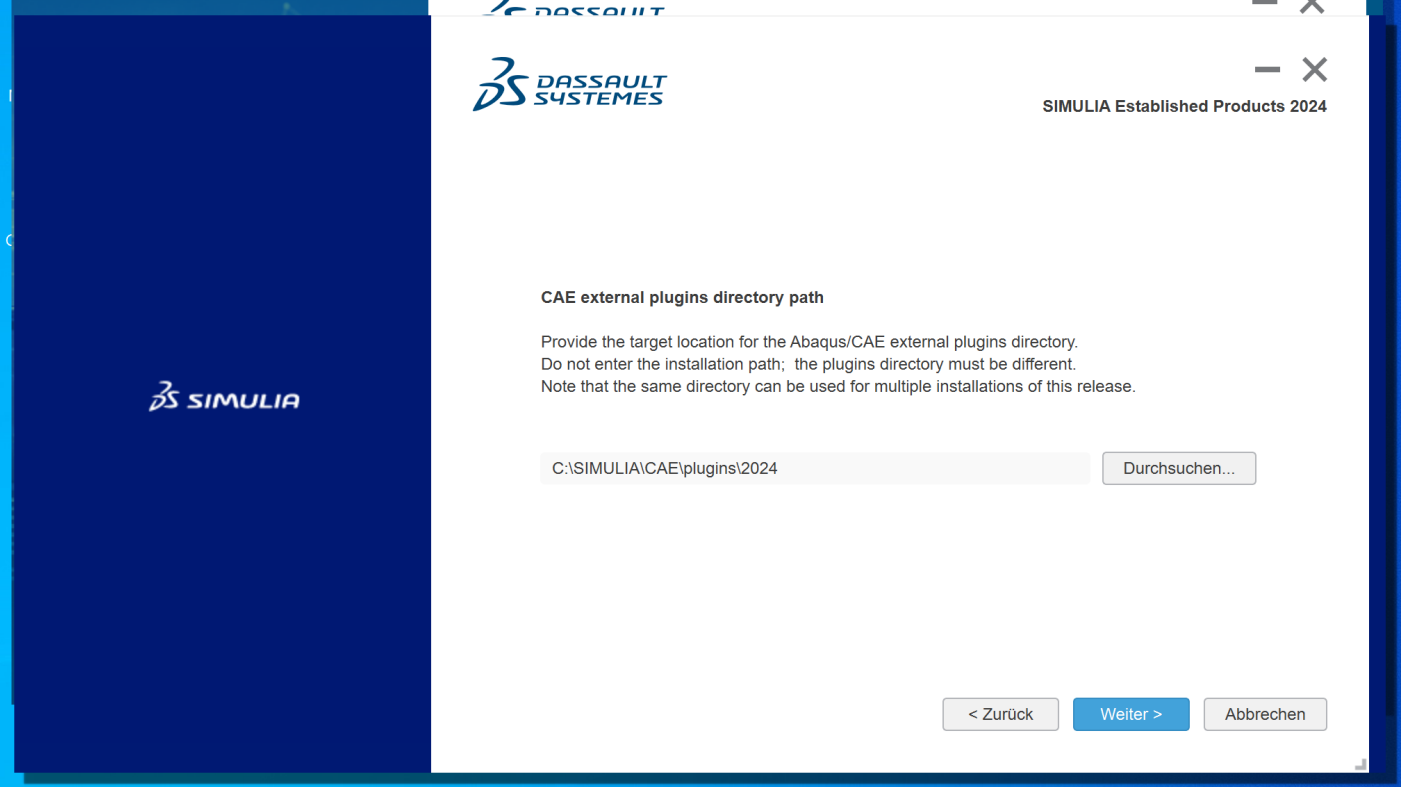 DASSAULT
DASSAULT
SYSTEMES
SIMULIA Established Products 2024
CAE external plugins directory path
Provide the target location for the Abaqus/CAE external plugins directory.
Do not enter the installation path;  the plugins directory must be different.
Note that the same directory can be used for multiple installations of this release.
SIMULIA
C:\SIMULIA\CAE\plugins\2024
Durchsuchen...
< Zurück
Weiter >
Abbrechen